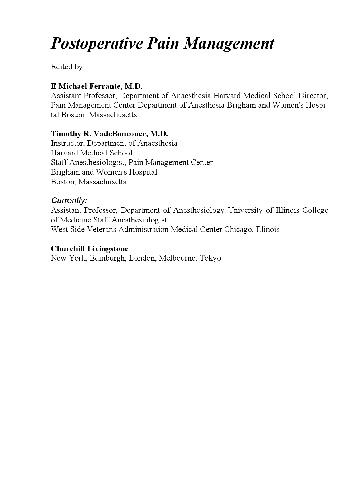 Postoperative Pain Management
Edited by
F. Michael Ferrante, M.D.
Assistant Professor, Department of Anaesthesia Harvard Medical School Director,
Pain Management Center Department of Anesthesia Brigham and Women's Hospi-
tal Boston, Massachusetts
Timothy R. VadeBoncouer, M.D.
Instructor, Department of Anaesthesia
Harvard Medical School
Staff Anesthesiologist, Pain Management Center
Brigham and Women's Hospital
Boston, Massachusetts
Currently:
Assistant Professor, Department of Anesthesiology University of Illinois College
of Medicine Staff Anesthesiologist
West Side Veterans Administration Medical Center Chicago, Illinois
Churchill Livingstone
New York, Edinburgh, London, Melbourne, Tokyo